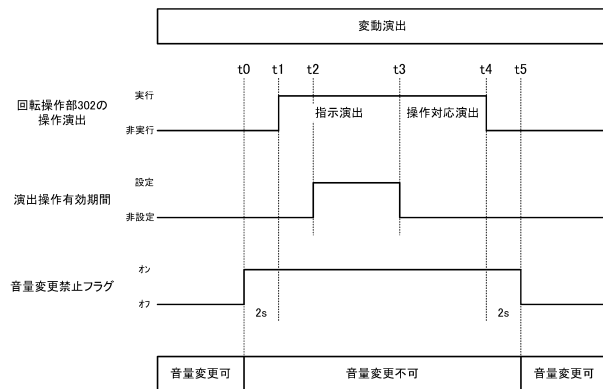 変動演出
t0 t1 t2 t3 t4 t5
回転操作部302の
操作演出
実行
非実行
指示演出
操作対応演出
演出操作有効期間
設定
非設定
音量変更禁止フラグ
オン
オフ
2s
2s
音量変更可
音量変更不可
音量変更可